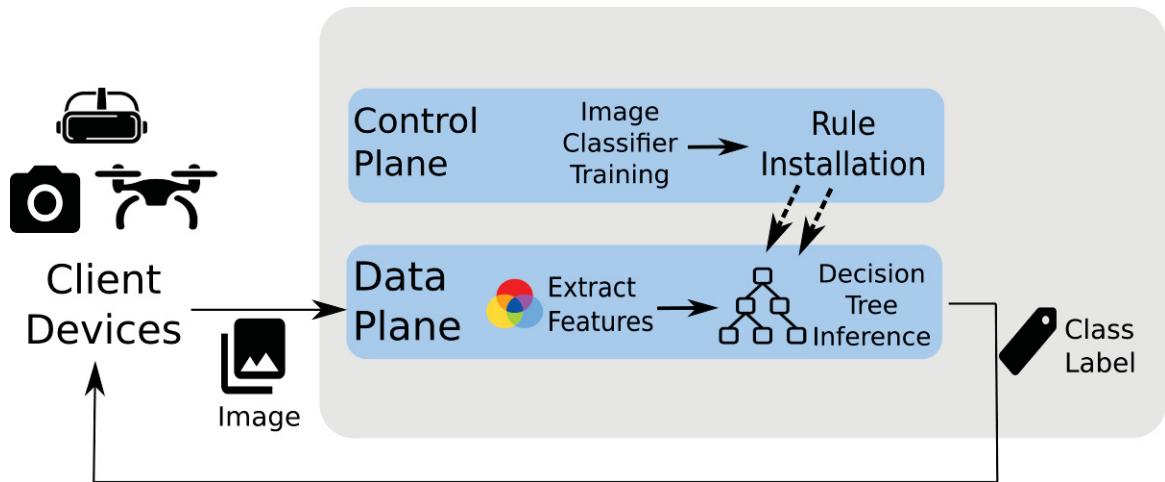 Control
Plane
Image
Classifier
Training
Rule
Installation
Client
Devices
Image
Data
Plane
Extract
Features
Decision
Tree
Inference
Class
Label